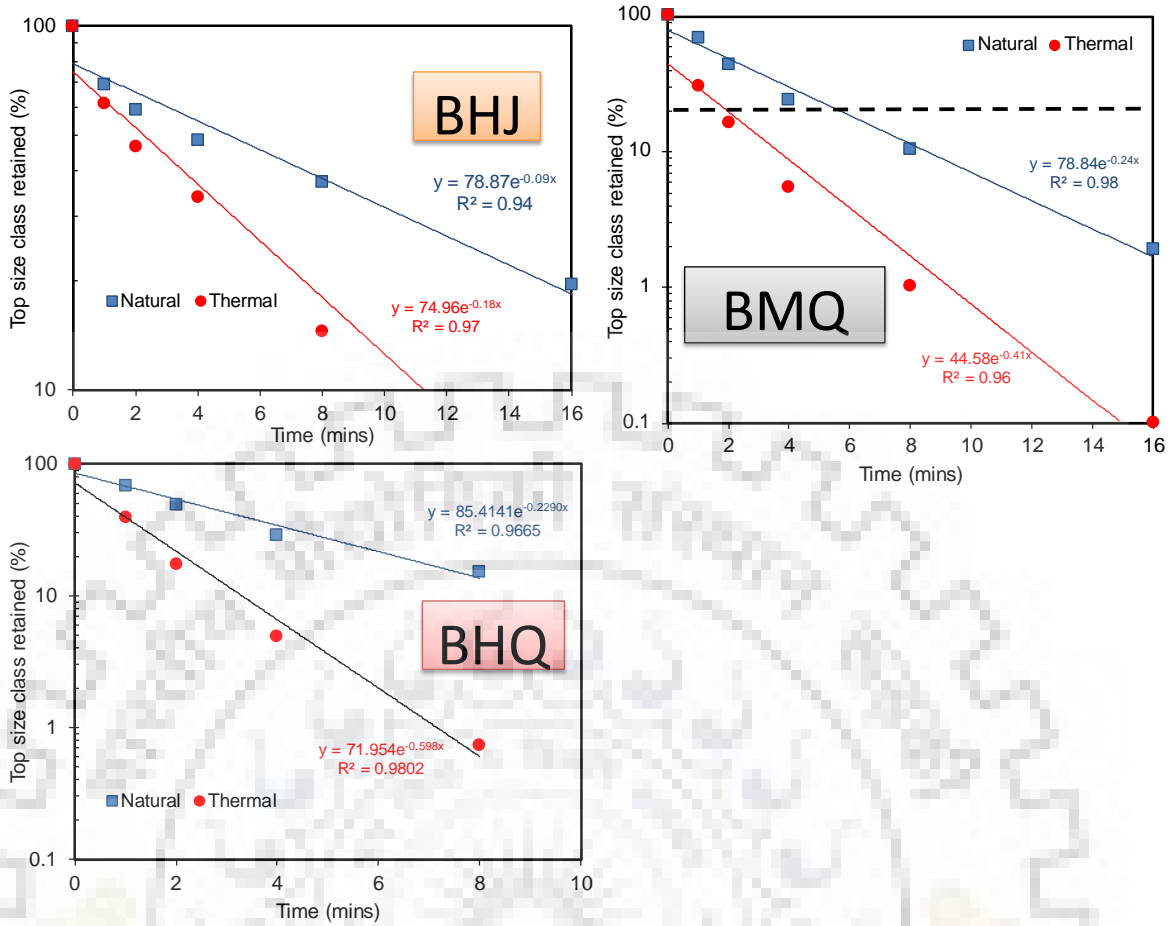 100
10
Top size class retained (%)
BHJ
y = 78.87e^-0.09x
R² = 0.94
Natural Thermal
y = 74.96e^-0.18x
R² = 0.97
0 2 4 6 8 10 12 14 16
Time (mins)
100
10
1
0.1
Top size class retained (%)
Natural Thermal
y = 78.84e^-0.24x
R² = 0.98
BMQ
y = 44.58e^-0.41x
R² = 0.96
0 2 4 6 8 10 12 14 16
Time (mins)
100
10
1
0.1
Top size class retained (%)
y = 85.4141e^-0.2290x
R² = 0.9665
BHQ
y = 71.954e^-0.598x
R² = 0.9802
Natural Thermal
0 2 4 6 8 10
Time (mins)